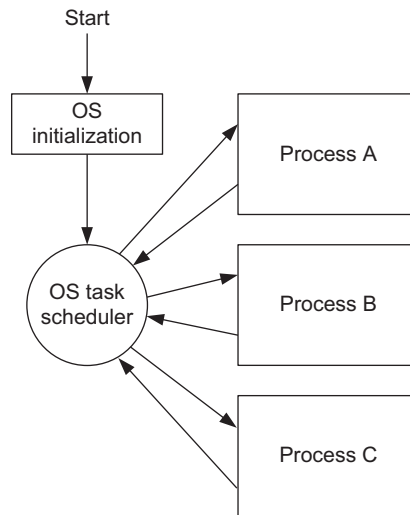 Start
OS
initialization
Process A
OS task
scheduler
Process B
Process C